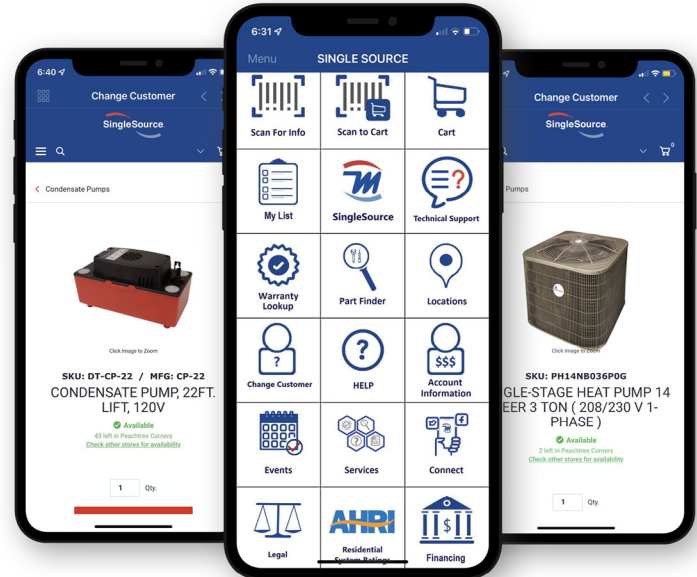 6:40
Change Customer
SingleSource
Condensate Pumps
Click Image to Zoom
SKU: DT-CP-22 / MFG: CP-22
CONDENSATE PUMP, 22FT.
LIFT, 120V
Available
43 left in Peachtree Corners
Check other stores for availability
1 Qty.
6:31
Menu SINGLE SOURCE
Scan For Info Scan to Cart Cart
My List SingleSource Technical Support
Warranty
Lookup Part Finder Locations
? ? $$$
Change Customer HELP Account
Information
Events Services Connect
Legal AHRI
Residential
System Ratings
$
Financing
Change Customer
SingleSource
0
Pumps
Click Image to Zoom
SKU: PH14NB036P0G
GLE-STAGE HEAT PUMP 14
EER 3 TON ( 208/230 V 1-
PHASE )
Available
2 left in Peachtree Corners
Check other stores for availability
1 Qty.